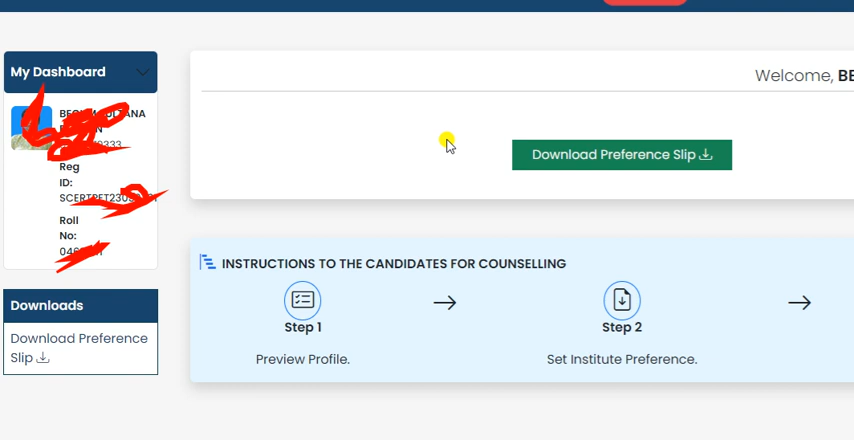 My Dashboard
Reg
ID:
Roll
No:
Downloads
Download Preference
Slip
Welcome, BE
Download Preference Slip
INSTRUCTIONS TO THE CANDIDATES FOR COUNSELLING
Step 1
Preview Profile.
Step 2
Set Institute Preference.